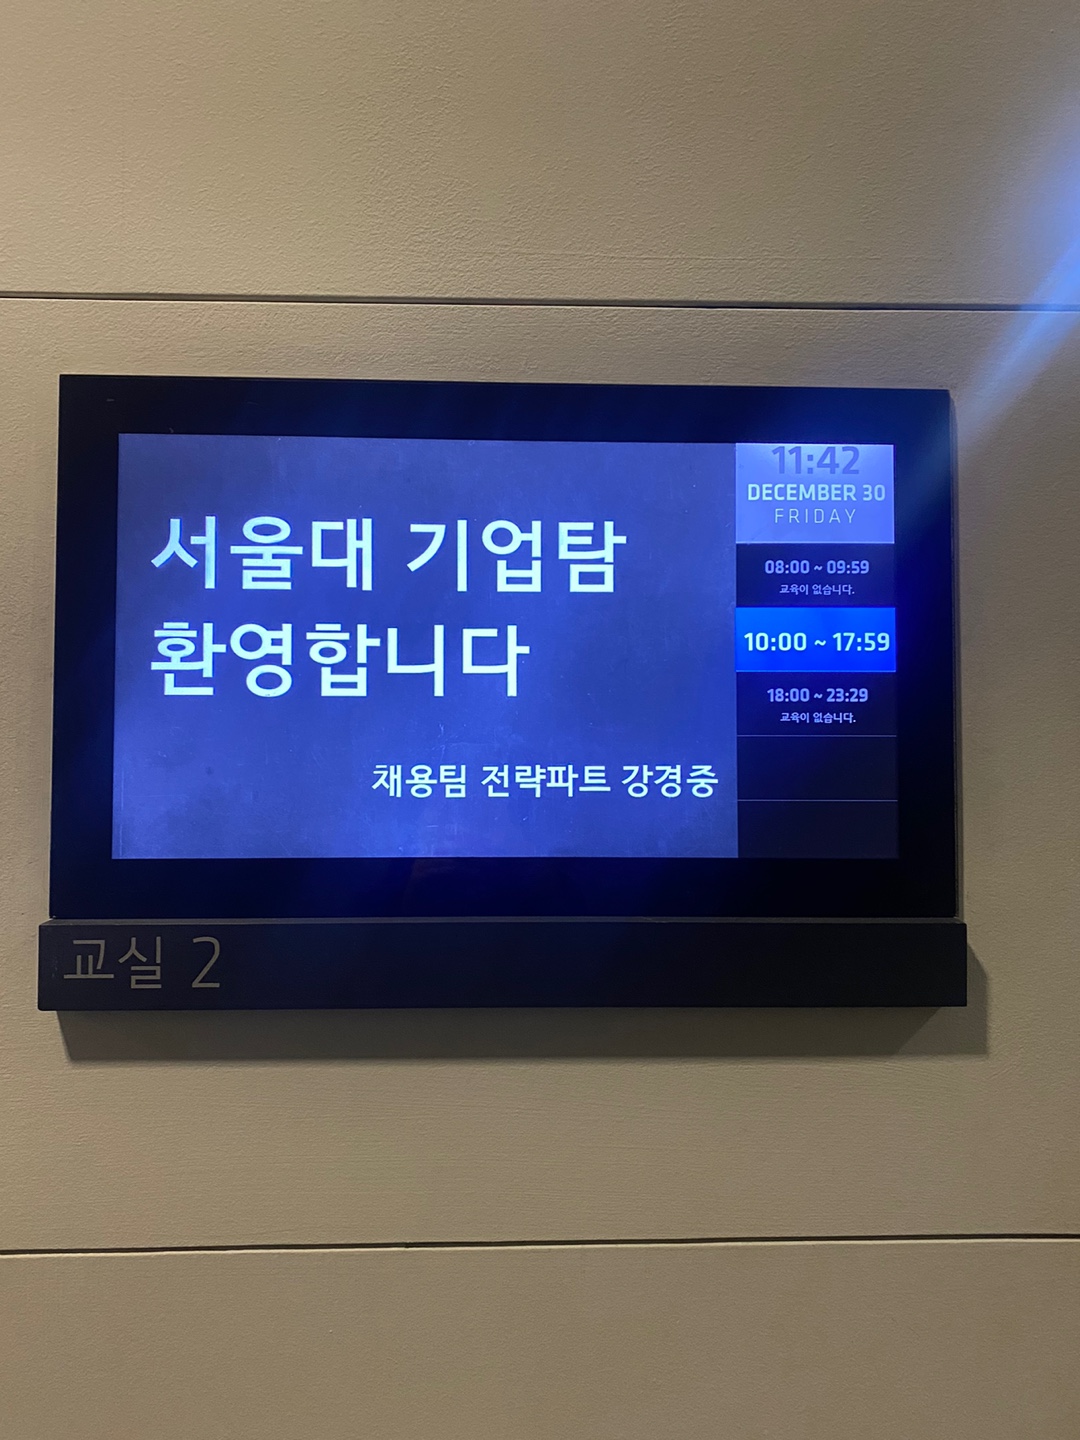 서울대 기업탐
환영합니다
채용팀 전략파트 강경중
11:42
DECEMBER 30
FRIDAY
08:00 ~ 09:59
교육이 없습니다.
10:00 ~ 17:59
18:00 ~ 23:29
교육이 없습니다.
교실 2